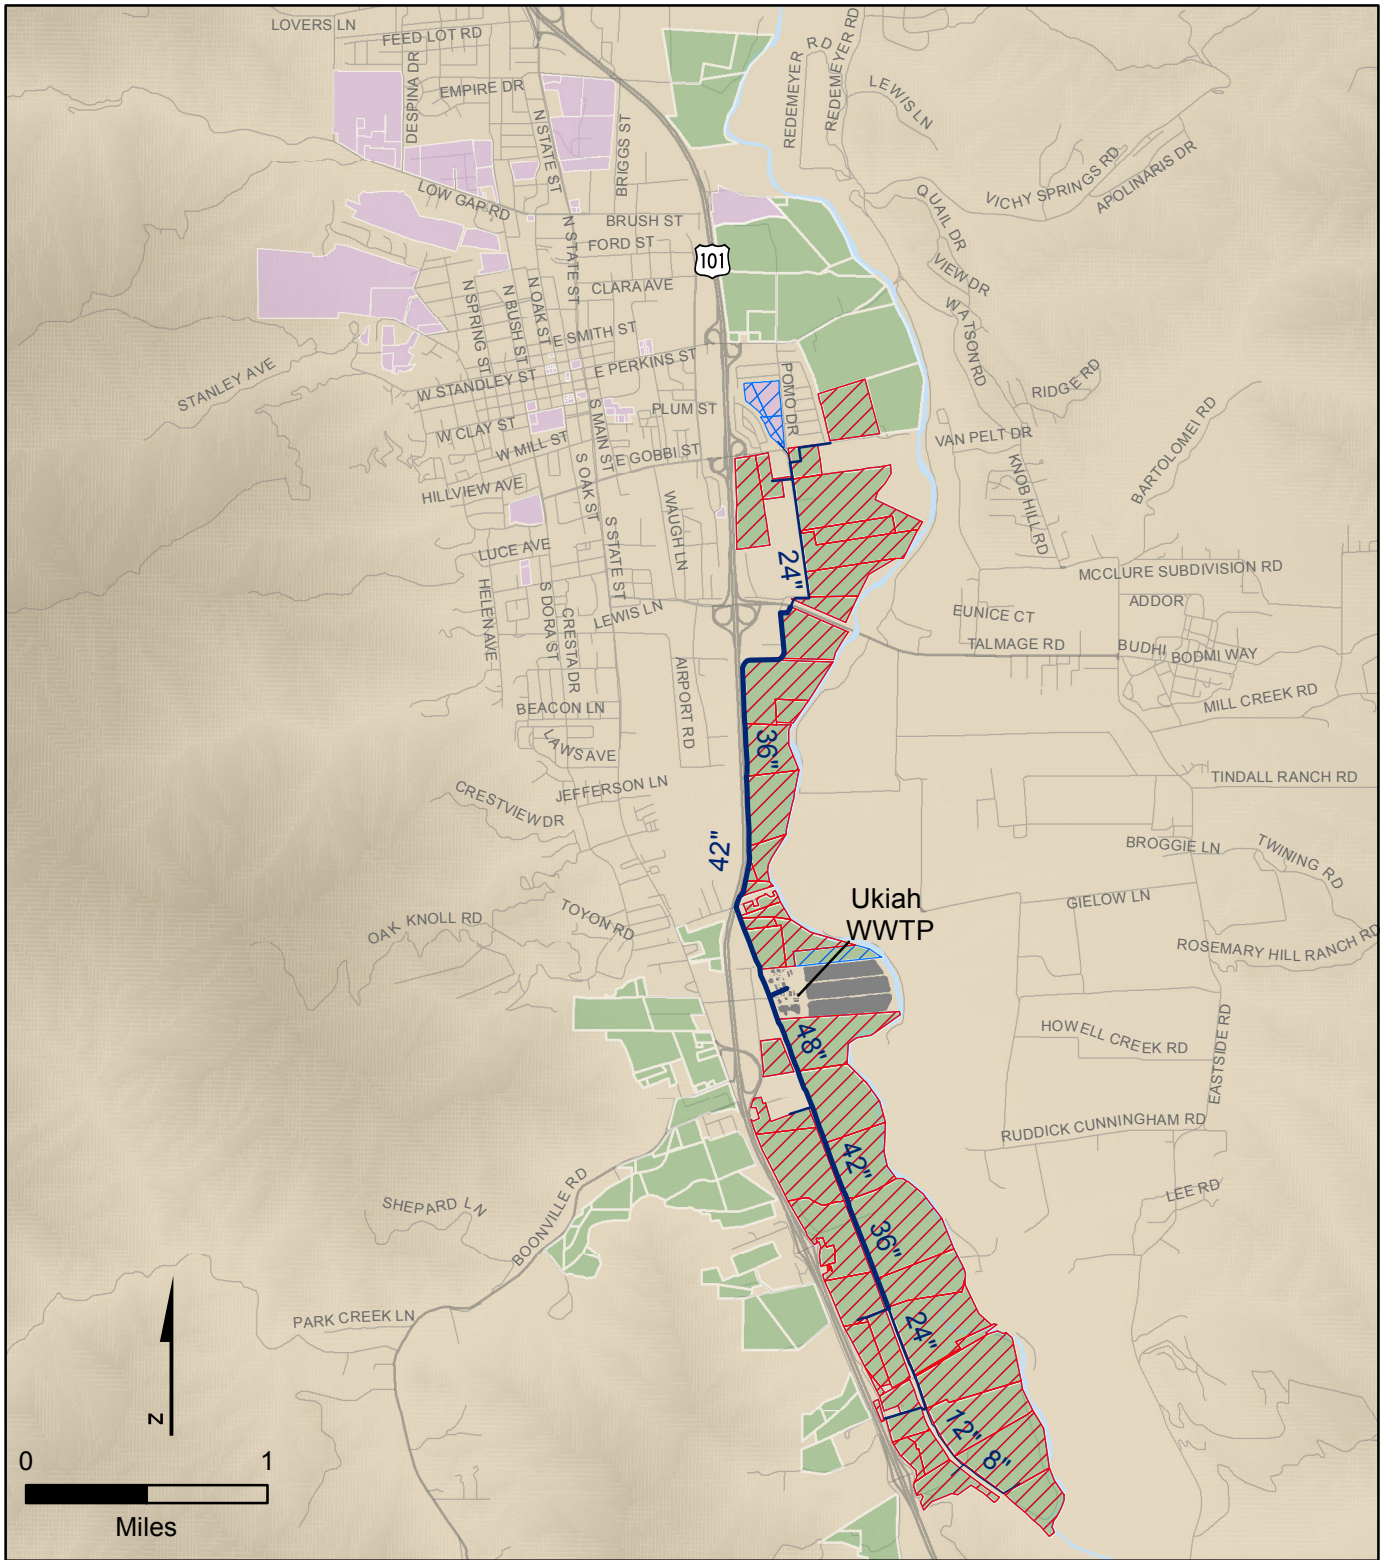 LOVERS LN
FEED LOT RD
DESPINA DR
EMPIRE DR
N STATE ST
BRIGGS ST
REDEMEYER RD
REDEMEYER RD
LEWIS LN
VICHY SPRINGS RD
APOLINARIS DR
LOW GAP RD
BRUSH ST
FORD ST
N STATE ST
QUAIL DR
101
VIEW DR
CLARA AVE
N SPRING ST
N BUSH ST
N OAK ST
E SMITH ST
WATSON RD
E PERKINS ST
STANLEY AVE
W STANDLEY ST
POMO DR
RIDGE RD
PLUM ST
S MAIN ST
W CLAY ST
W MILL ST
E GOBBI ST
VAN PELT DR
BARTOLOMEI RD
HILLVIEW AVE
S OAK ST
WAUGH LN
KNOB HILL RD
LUCE AVE
S STATE ST
24"
MCCLURE SUBDIVISION RD
ADDOR
HELEN AVE
S DORA ST
CRESTA DR
LEWIS LN
EUNICE CT
TALMAGE RD
BUDHI
BODMI WAY
AIRPORT RD
MILL CREEK RD
BEACON LN
LAWS AVE
36"
TINDALL RANCH RD
JEFFERSON LN
CRESTVIEW DR
42"
BROGGIE LN
TWINING RD
Ukiah
WWTP
GIELOW LN
OAK KNOLL RD
TOYON RD
ROSEMARY HILL RANCH RD
48"
HOWELL CREEK RD
EASTSIDE RD
RUDDICK CUNNINGHAM RD
42"
LEE RD
SHEPARD LN
BOONVILLE RD
36"
PARK CREEK LN
24"
N
12"
8"
0
1
Miles